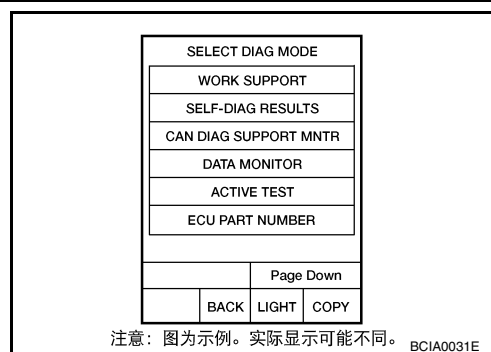 SELECT DIAG MODE
WORK SUPPORT
SELF-DIAG RESULTS
CAN DIAG SUPPORT MNTR
DATA MONITOR
ACTIVE TEST
ECU PART NUMBER
Page Down
BACK LIGHT COPY
注意：图为示例。实际显示可能不同。 BCIA0031E